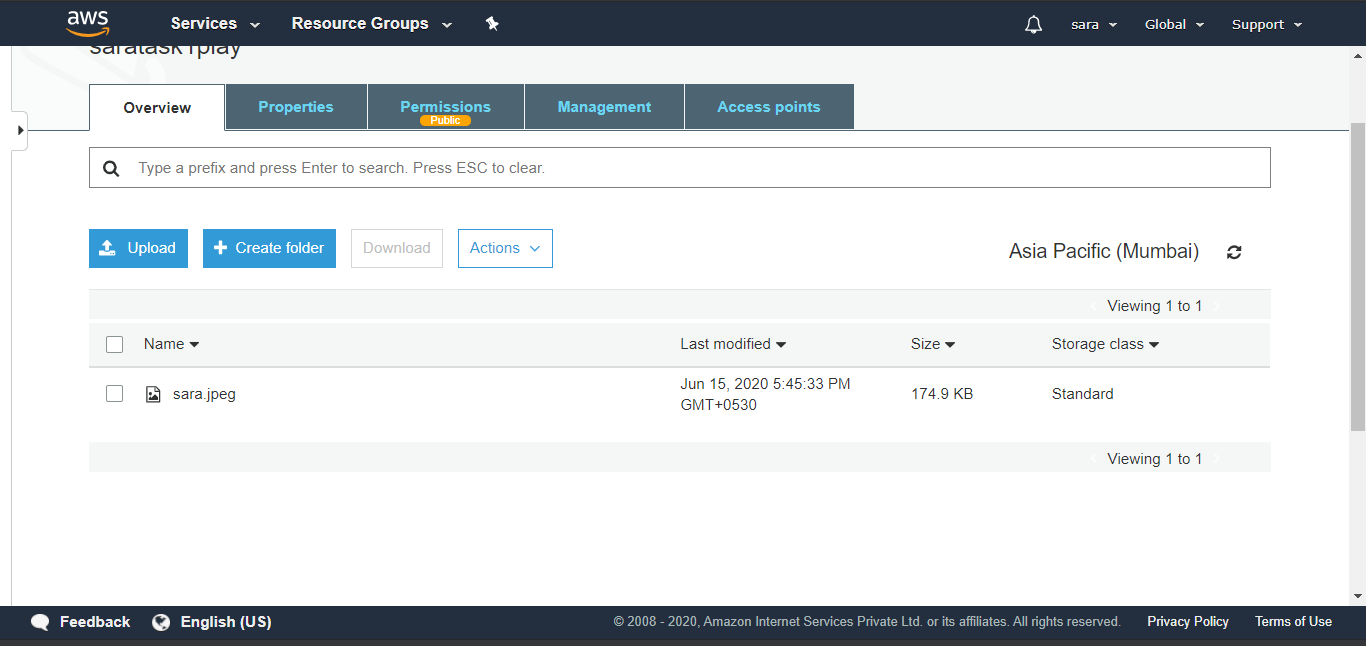 aws Services Resource Groups sara Global Support
saratask1play
Overview Properties Permissions Management Access points
Public
Type a prefix and press Enter to search. Press ESC to clear.
Upload Create folder Download Actions Asia Pacific (Mumbai)
Viewing 1 to 1
Name Last modified Size Storage class
sara.jpeg Jun 15, 2020 5:45:33 PM GMT+0530 174.9 KB Standard
Viewing 1 to 1
Feedback English (US) © 2008 - 2020, Amazon Internet Services Private Ltd. or its affiliates. All rights reserved. Privacy Policy Terms of Use